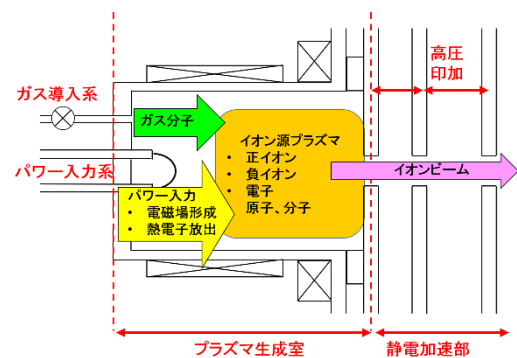 高圧
印加
ガス導入系
ガス分子
パワー入力系
イオン源プラズマ
• 正イオン
• 負イオン
• 電子
原子、分子
イオンビーム
パワー入力
• 電磁場形成
• 熱電子放出
プラズマ生成室
静電加速部